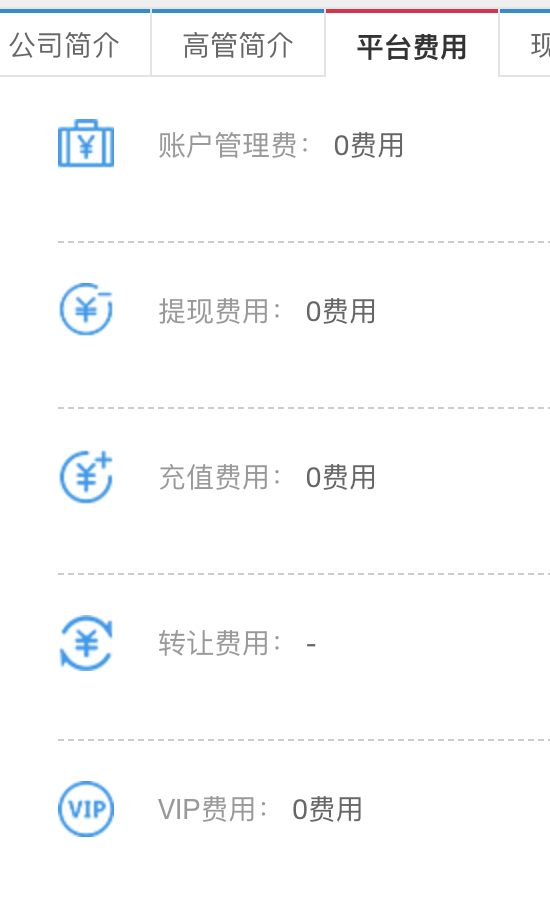 公司简介 高管简介 平台费用 现
¥ 账户管理费: 0费用
¥ 提现费用: 0费用
¥ 充值费用: 0费用
¥ 转让费用: -
VIP VIP费用: 0费用